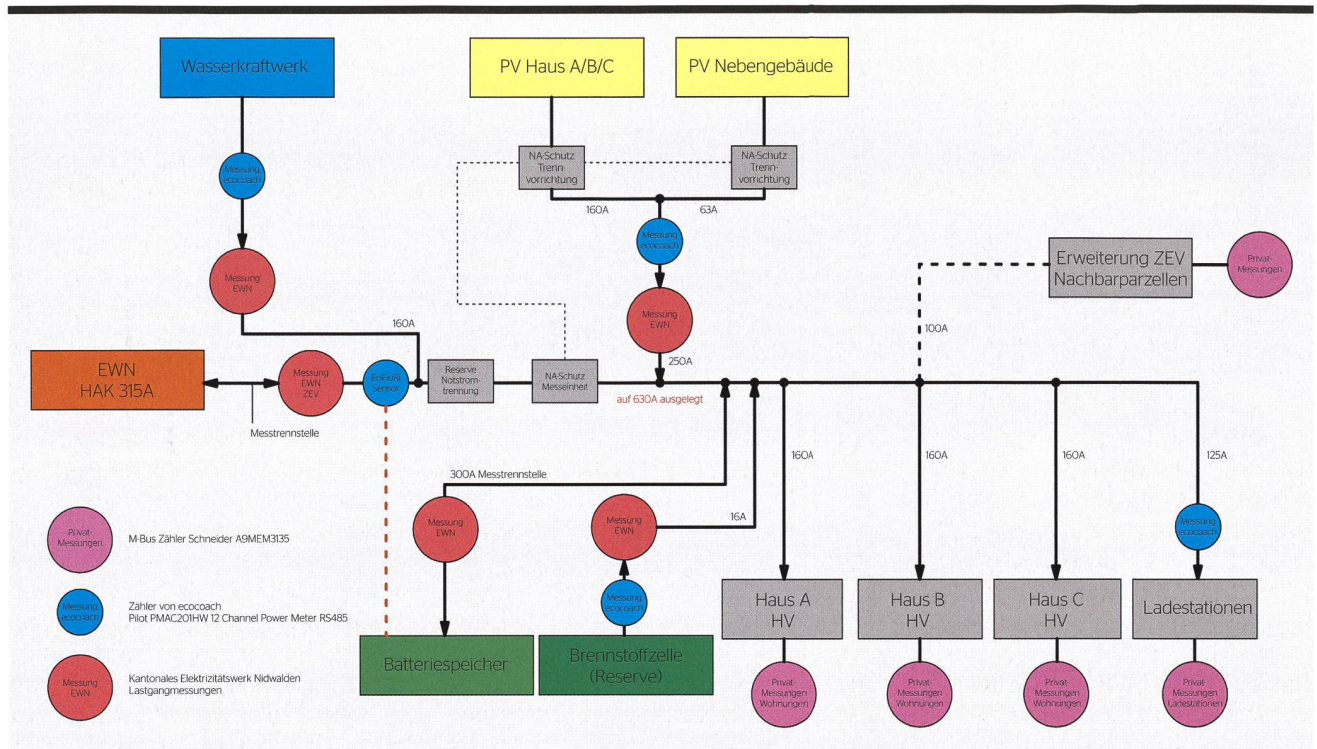 Wasserkraftwerk
PV Haus A/B/C
PV Nebengebäude
Messung
ecocoach
NA-Schutz
Trenn-
vorrichtung
NA-Schutz
Trenn-
vorrichtung
160A
63A
Messung
ecocoach
Messung
EWN
Messung
EWN
160A
250A
Erweiterung ZEV
Nachbarparzellen
Privat-
Messungen
100A
EWN
HAK 315A
Messtrennstelle
Messung
EWN
ZEV
EnFluRi
Sensor
Reserve
Notstrom-
trennung
NA-Schutz
Messeinheit
auf 630A ausgelegt
300A Messtrennstelle
16A
160A
160A
160A
125A
Messung
EWN
Messung
EWN
Messung
ecocoach
Messung
ecocoach
Batteriespeicher
Brennstoffzelle
(Reserve)
Haus A
HV
Haus B
HV
Haus C
HV
Ladestationen
Privat-
Messungen
Wohnungen
Privat-
Messungen
Wohnungen
Privat-
Messungen
Wohnungen
Privat-
Messungen
Ladestationen
Privat-
Messungen
M-Bus Zähler Schneider A9MEM3135
Messung
ecocoach
Zähler von ecocoach
Pilot PMAC201HW 12 Channel Power Meter RS485
Messung
EWN
Kantonales Elektrizitätswerk Nidwalden
Lastgangmessungen